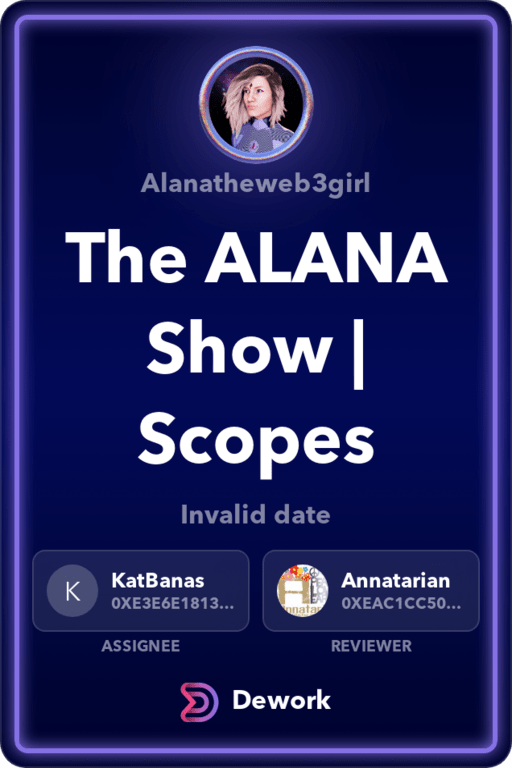 Alanatheweb3girl
The ALANA
Show |
Scopes
Invalid date
K
KatBanas
0XE3E6E1813...
Annatarian
0XEAC1CC50...
ASSIGNEE
REVIEWER
Dework